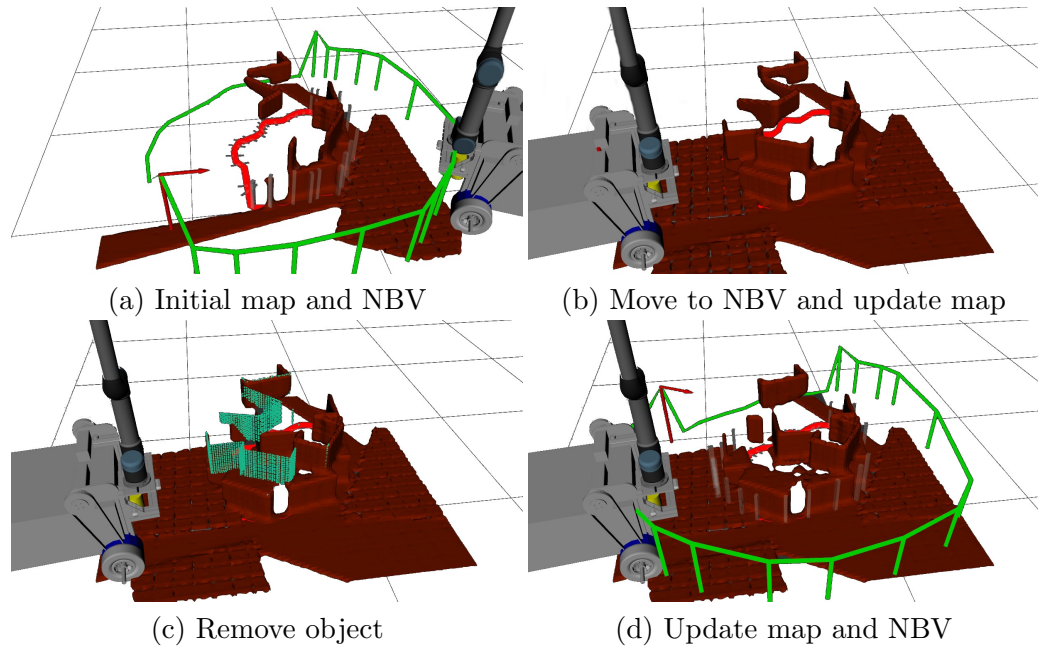 (a) Initial map and NBV
(b) Move to NBV and update map
(c) Remove object
(d) Update map and NBV